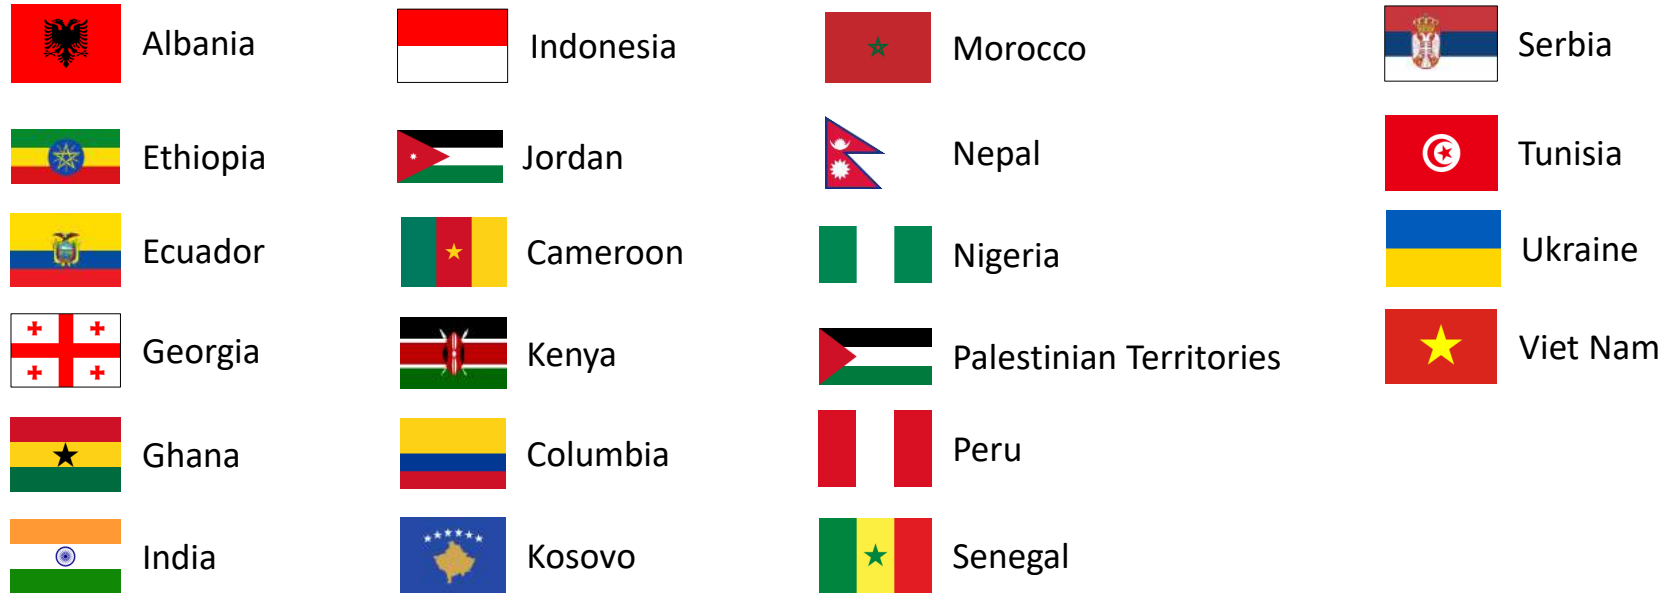 Albania
Ethiopia
Ecuador
Georgia
Ghana
India
Indonesia
Jordan
Cameroon
Kenya
Columbia
Kosovo
Morocco
Nepal
Nigeria
Palestinian Territories
Peru
Senegal
Serbia
Tunisia
Ukraine
Viet Nam